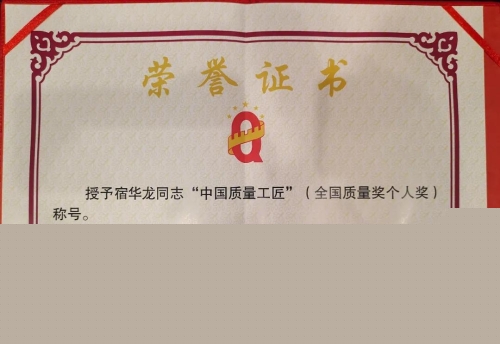 荣誉证书
Q
授予宿华龙同志“中国质量工匠”（全国质量奖个人奖）
称号。